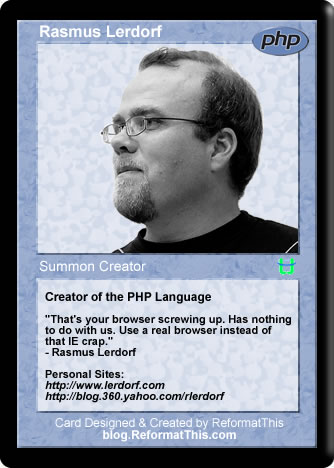 Rasmus Lerdorf
php
Summon Creator
Creator of the PHP Language
"That's your browser screwing up. Has nothing
to do with us. Use a real browser instead of
that IE crap."
- Rasmus Lerdorf
Personal Sites:
http://www.lerdorf.com
http://blog.360.yahoo.com/rlerdorf
Card Designed & Created by ReformatThis
blog.ReformatThis.com